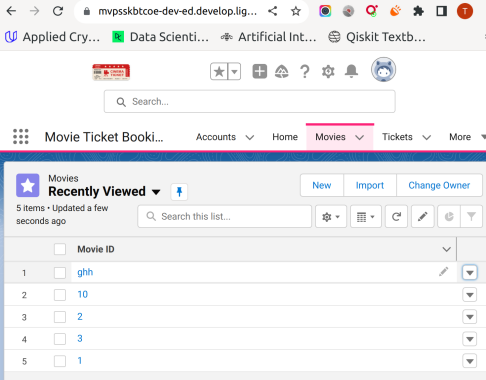 mvpsskbtcoe-dev-ed.develop.lig…
T
Applied Cry… Data Scienti… Artificial Int… Qiskit Textb…
CINEMA TICKET
Search...
Movie Ticket Booki… Accounts Home Movies Tickets More
Movies
Recently Viewed
New Import Change Owner
5 items • Updated a few
seconds ago
Search this list...
Movie ID
1 ghh
2 10
3 2
4 3
5 1